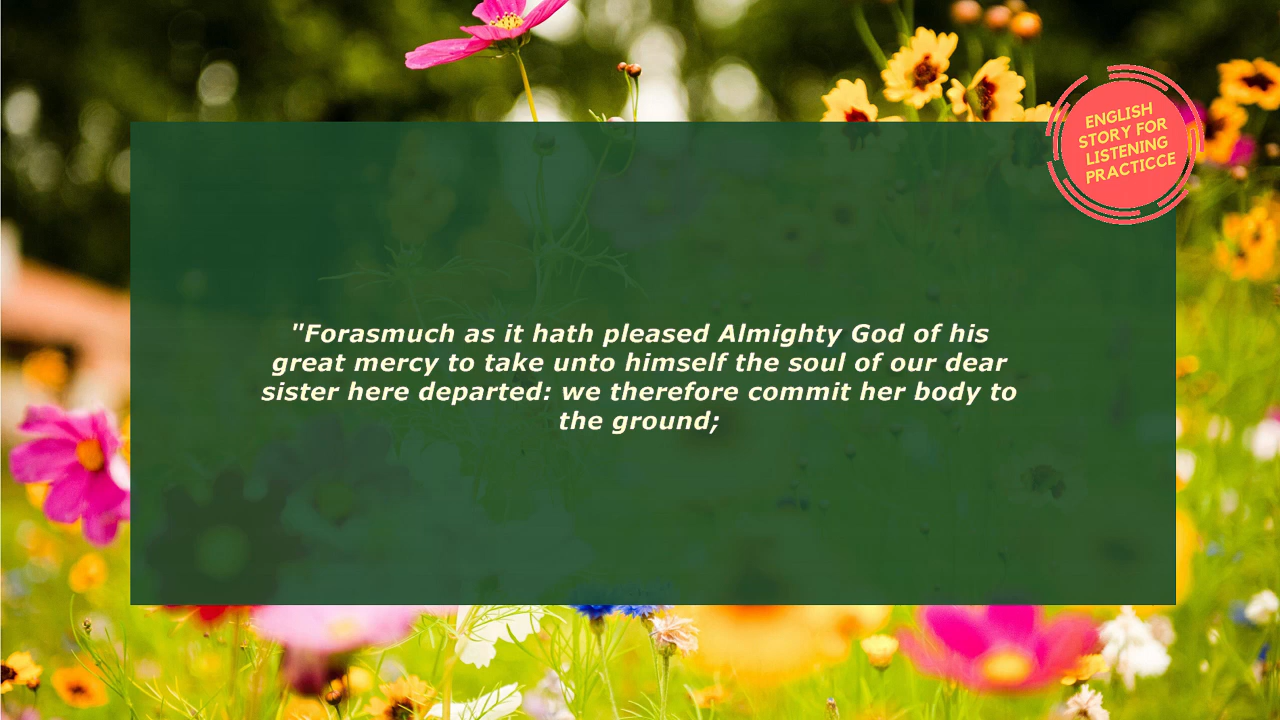 ENGLISH
STORY FOR
LISTENING
PRACTICCE
"Forasmuch as it hath pleased Almighty God of his
great mercy to take unto himself the soul of our dear
sister here departed: we therefore commit her body to
the ground;